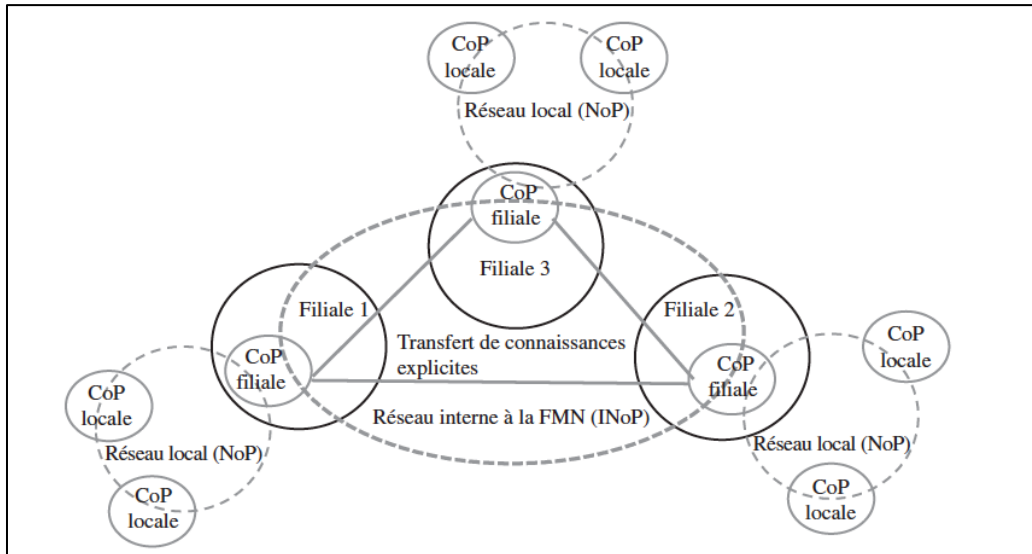 CoP
locale
CoP
locale
Réseau local (NoP)
CoP
filiale
Filiale 3
Filiale 1
Filiale 2
Transfert de connaissances
explicites
CoP
filiale
CoP
filiale
CoP
locale
CoP
locale
Réseau interne à la FMN (INoP)
Réseau local (NoP)
Réseau local (NoP)
CoP
locale
CoP
locale